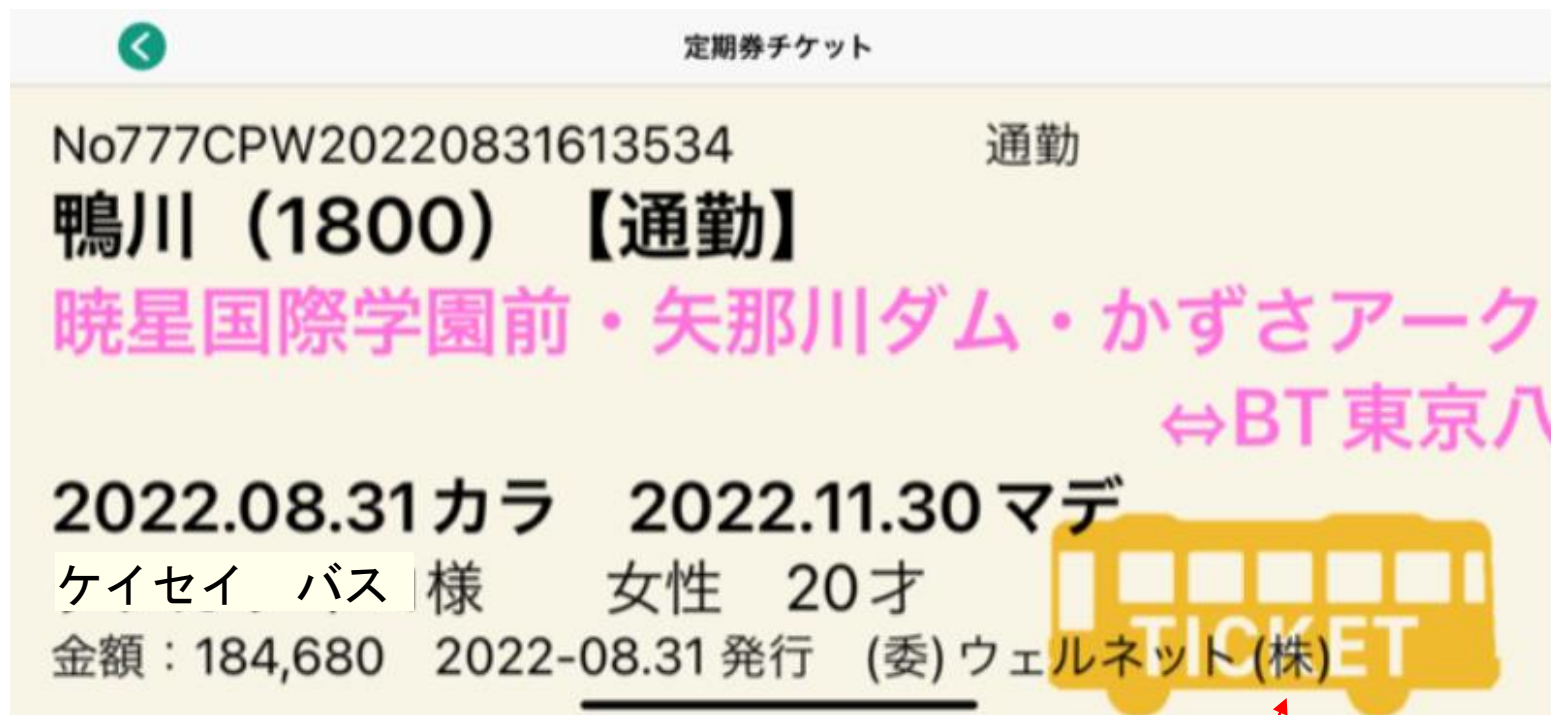 定期券チケット
No777CPW20220831613534 通勤
鴨川（1800）【通勤】
暁星国際学園前・矢那川ダム・かずさアーク
⇔BT東京八
2022.08.31カラ 2022.11.30マデ
ケイセイ バス 様 女性 20才
金額：184,680 2022-08.31発行 (委)ウェルネット(株)
TICKET